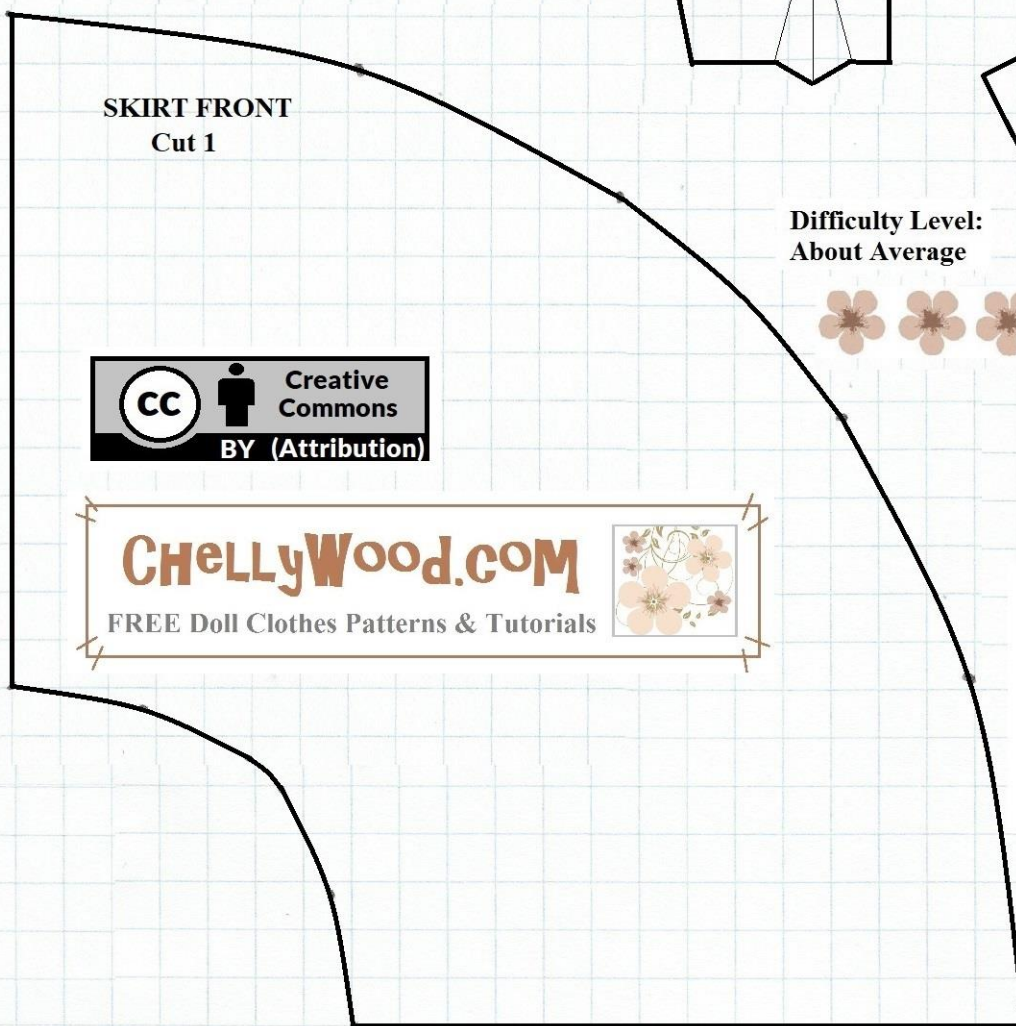 SKIRT FRONT
Cut 1
Difficulty Level:
About Average
CC
Creative
Commons
BY (Attribution)
CHeLLyWood.com
FREE Doll Clothes Patterns & Tutorials